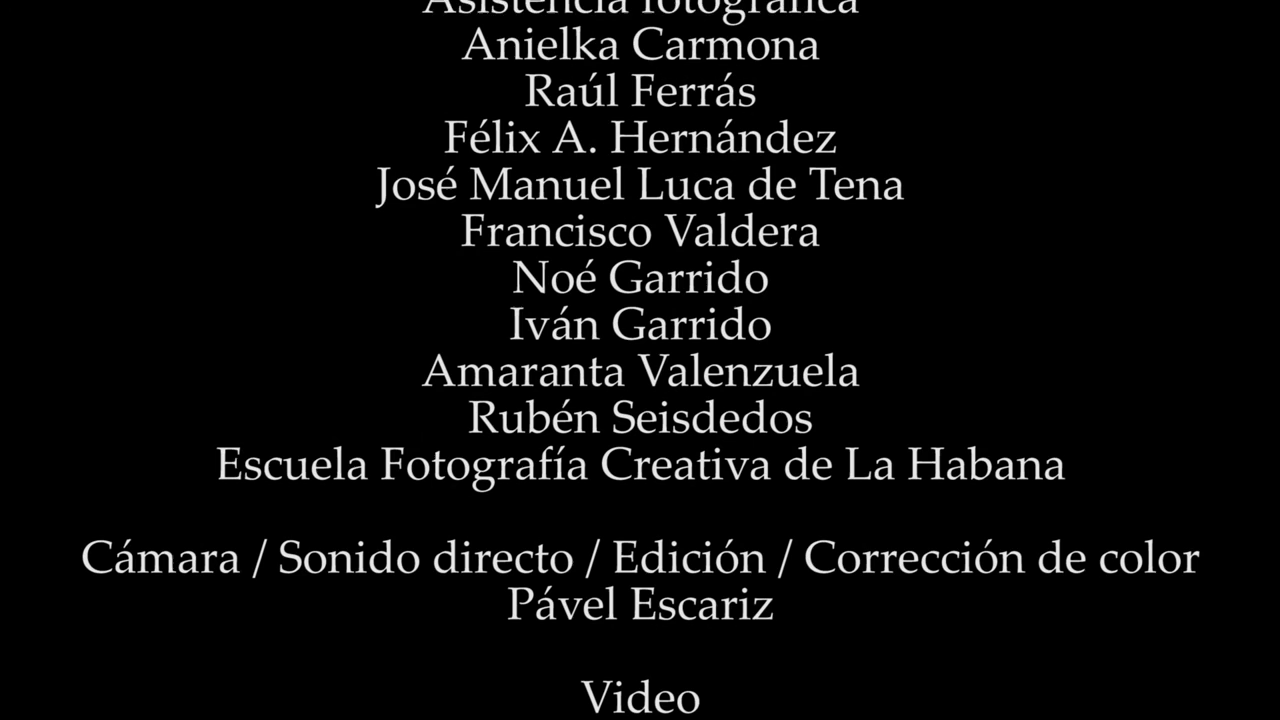 Asistencia fotográfica
Anielka Carmona
Raúl Ferrás
Félix A. Hernández
José Manuel Luca de Tena
Francisco Valdera
Noé Garrido
Iván Garrido
Amaranta Valenzuela
Rubén Seisdedos
Escuela Fotografía Creativa de La Habana
Cámara / Sonido directo / Edición / Corrección de color
Pável Escariz
Video